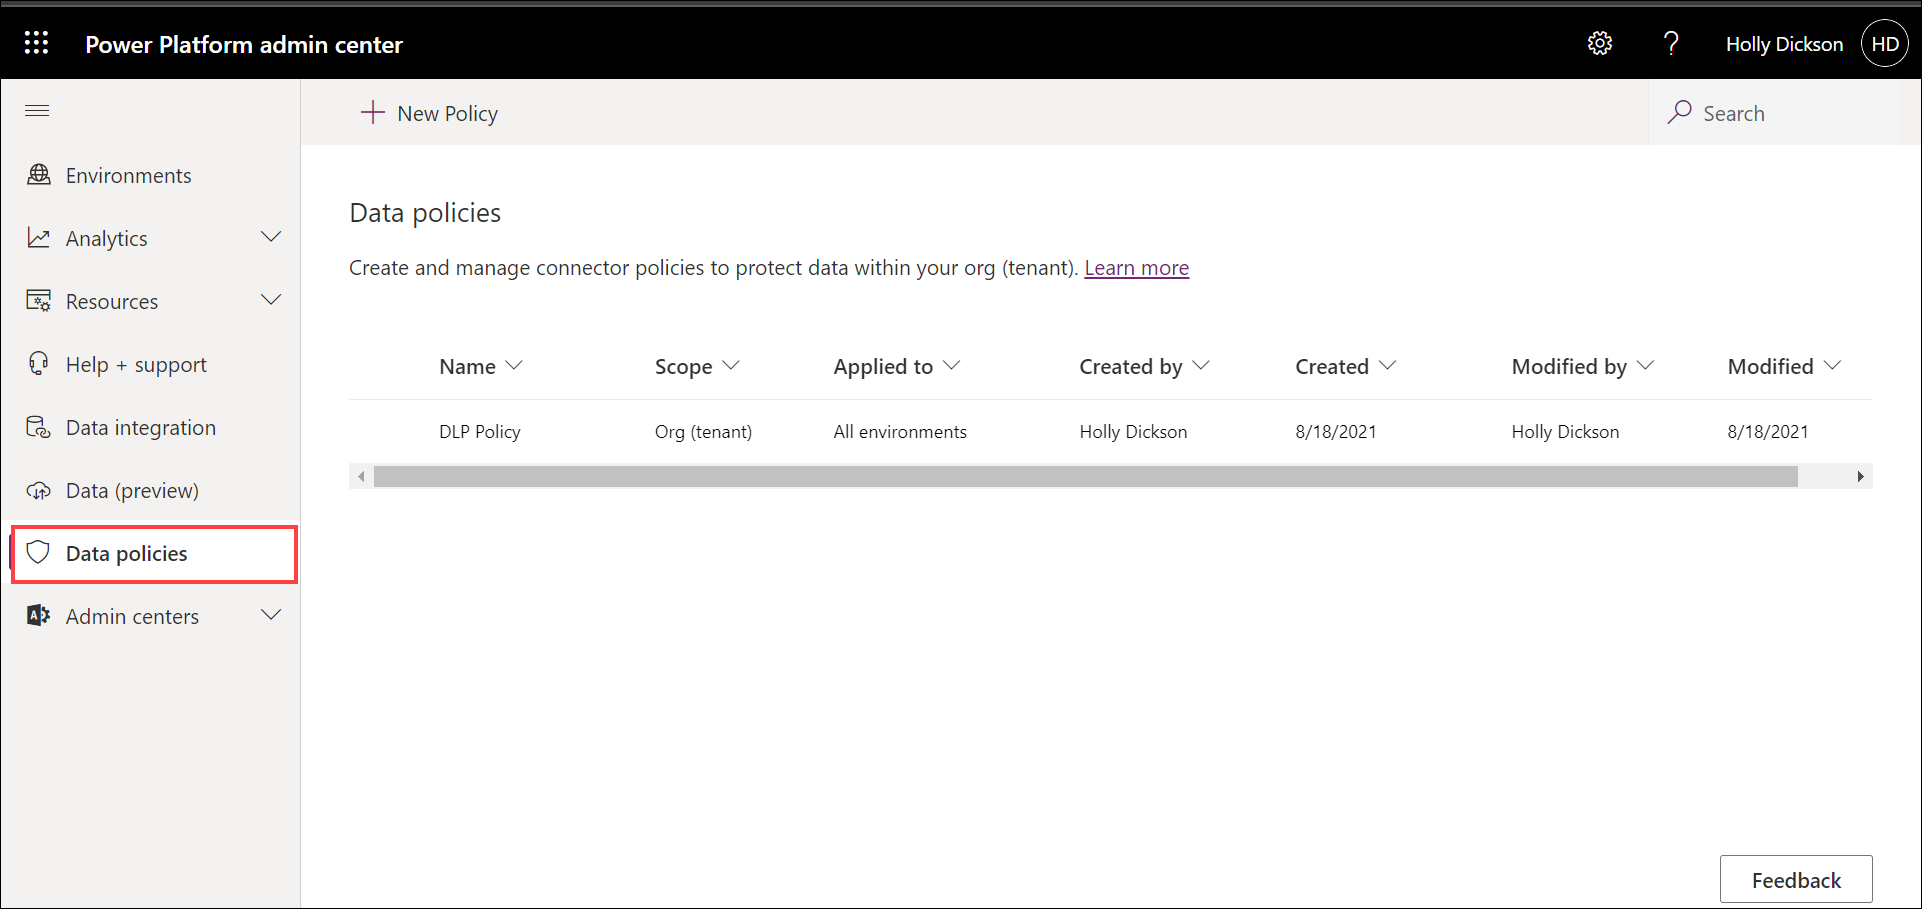 Power Platform admin center
Holly Dickson HD
New Policy
Search
Environments
Analytics
Resources
Help + support
Data integration
Data (preview)
Data policies
Admin centers
Data policies
Create and manage connector policies to protect data within your org (tenant). Learn more
Name Scope Applied to Created by Created Modified by Modified
DLP Policy Org (tenant) All environments Holly Dickson 8/18/2021 Holly Dickson 8/18/2021
Feedback